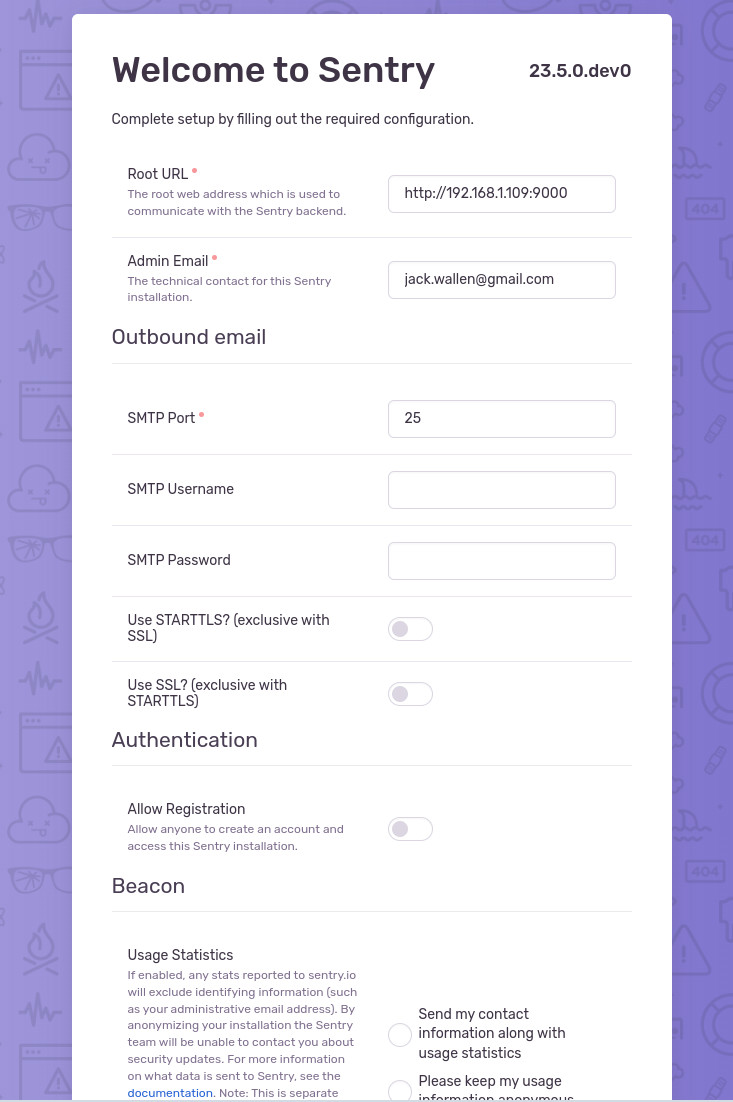 Welcome to Sentry
23.5.0.dev0
Complete setup by filling out the required configuration.
Root URL
The root web address which is used to
communicate with the Sentry backend.
http://192.168.1.109:9000
Admin Email
The technical contact for this Sentry
installation.
jack.wallen@gmail.com
Outbound email
SMTP Port
25
SMTP Username
SMTP Password
Use STARTTLS? (exclusive with
SSL)
Use SSL? (exclusive with
STARTTLS)
Authentication
Allow Registration
Allow anyone to create an account and
access this Sentry installation.
Beacon
Usage Statistics
If enabled, any stats reported to sentry.io
will exclude identifying information (such
as your administrative email address). By
anonymizing your installation the Sentry
team will be unable to contact you about
security updates. For more information
on what data is sent to Sentry, see the
documentation. Note: This is separate
Send my contact
information along with
usage statistics
Please keep my usage
information anonymous
404
404
404